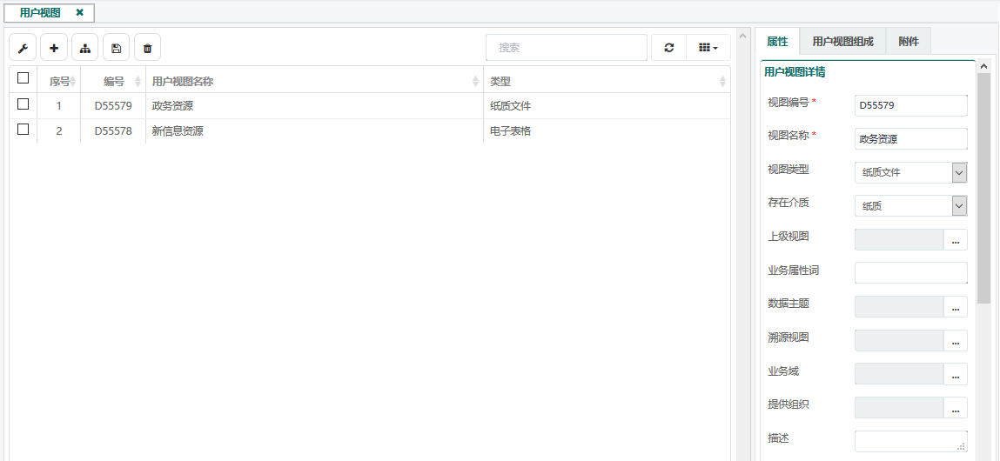 用户视图 ✖
搜索
序号 编号 用户视图名称 类型
1 D55579 政务资源 纸质文件
2 D55578 新信息资源 电子表格
属性 用户视图组成 附件
用户视图详情
视图编号 * D55579
视图名称 * 政务资源
视图类型 纸质文件
存在介质 纸质
上级视图 ...
业务属性词
数据主题 ...
溯源视图 ...
业务域 ...
提供组织 ...
描述